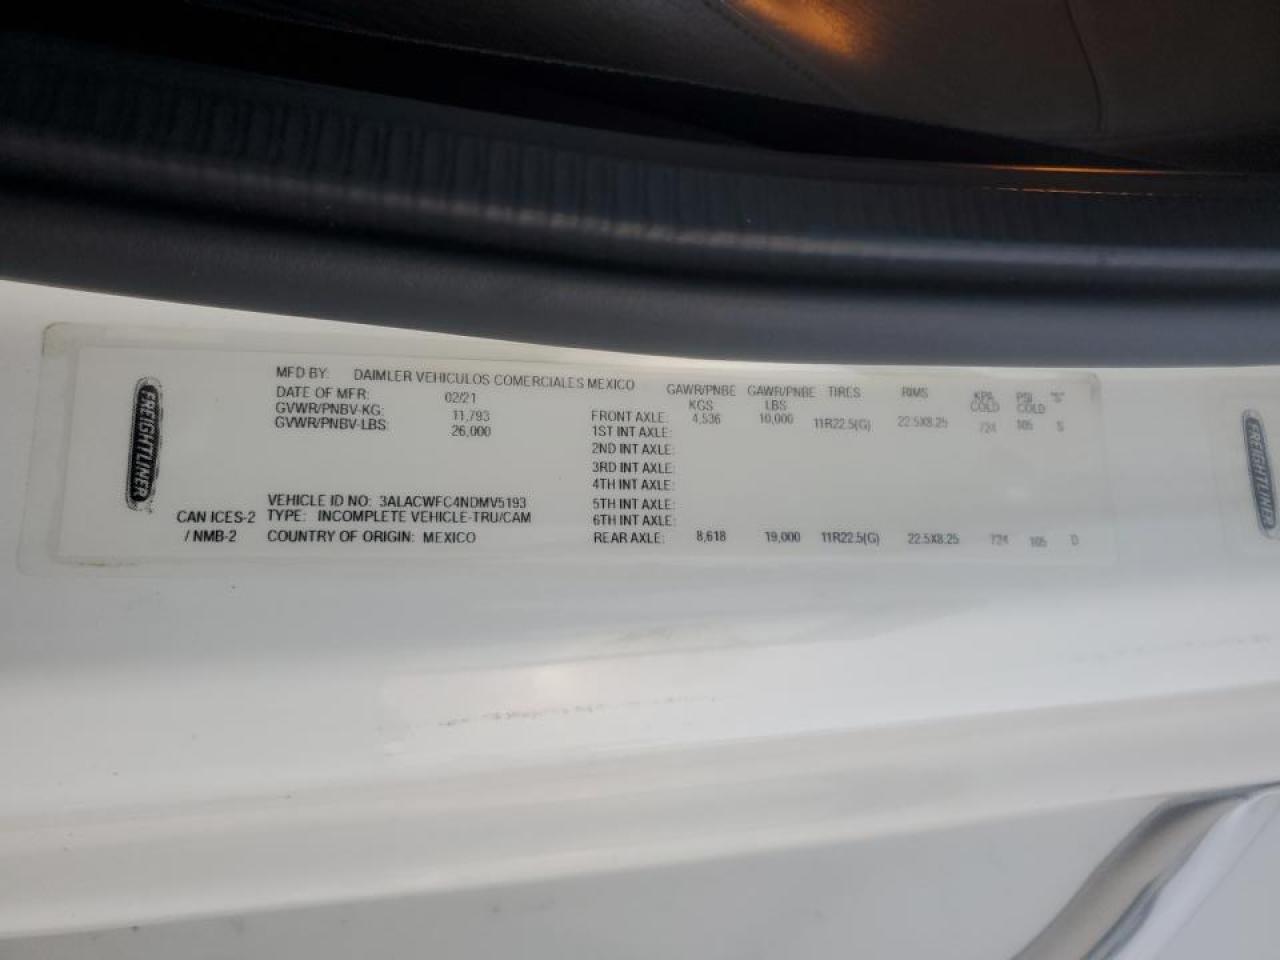 FREIGHTLINER
MFD BY: DAIMLER VEHICULOS COMERCIALES MEXICO
DATE OF MFR: 02/21
GVWR/PNBV-KG: 11,793
GVWR/PNBV-LBS: 26,000
VEHICLE ID NO: 3ALACWFC4NDMV5193
CAN ICES-2 TYPE: INCOMPLETE VEHICLE-TRU/CAM
/ NMB-2 COUNTRY OF ORIGIN: MEXICO
GAWR/PNBE GAWR/PNBE TIRES RIMS KPA PSI "S"
KGS LBS COLD COLD
FRONT AXLE: 4,536 10,000 11R22.5(G) 22.5X8.25 724 105 S
1ST INT AXLE:
2ND INT AXLE:
3RD INT AXLE:
4TH INT AXLE:
5TH INT AXLE:
6TH INT AXLE:
REAR AXLE: 8,618 19,000 11R22.5(G) 22.5X8.25 724 105 D
FREIGHTLINER